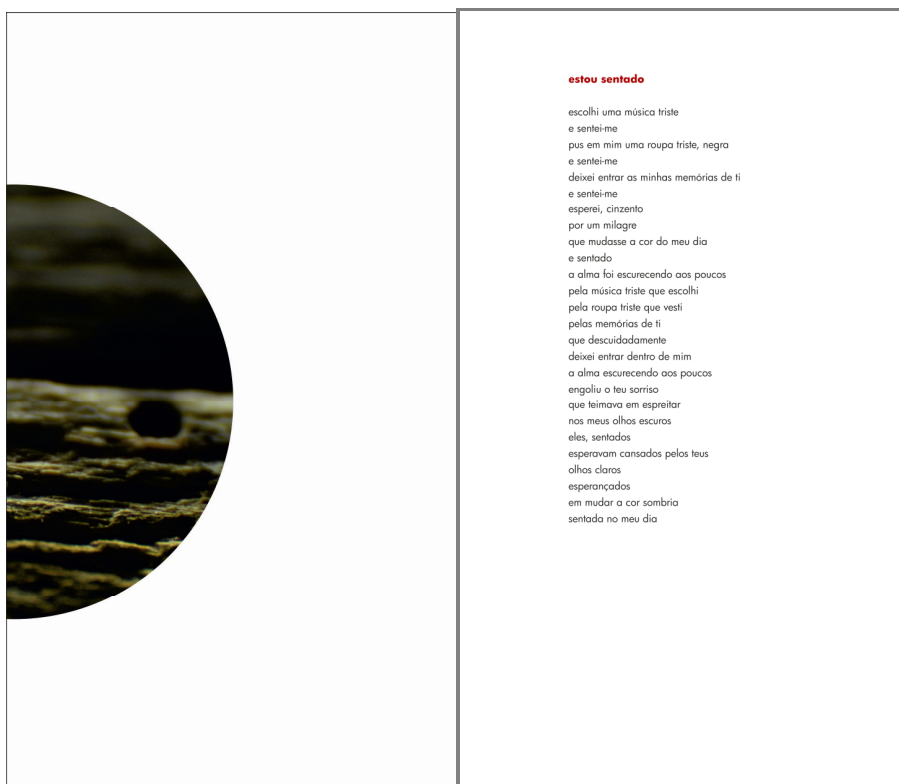 estou sentado
escolhi uma música triste
e sentei-me
pus em mim uma roupa triste, negra
e sentei-me
deixei entrar as minhas memórias de ti
e sentei-me
esperei, cinzento
por um milagre
que mudasse a cor do meu dia
e sentado
a alma foi escurecendo aos poucos
pela música triste que escolhi
pela roupa triste que vesti
pelas memórias de ti
que descuidadamente
deixei entrar dentro de mim
a alma escurecendo aos poucos
engoliu o teu sorriso
que teimava em espreitar
nos meus olhos escuros
eles, sentados
esperavam cansados pelos teus
olhos claros
esperançados
em mudar a cor sombria
sentada no meu dia